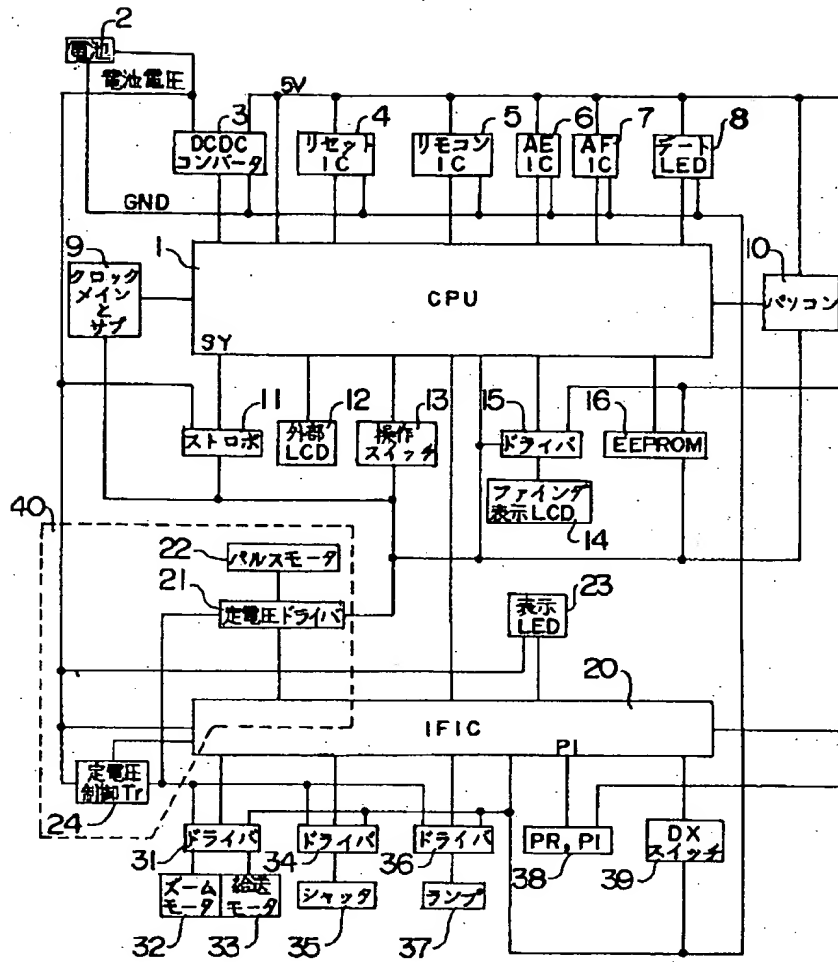 2
電池
電池電圧
5V
3
DCDC
コンバータ
4
リセット
IC
5
リモコン
IC
6
AE
IC
7
AF
IC
8
デート
LED
GND
9
クロック
メイン
と
サブ
1
CPU
SY
10
パソコン
11
ストロボ
12
外部
LCD
13
操作
スイッチ
15
ドライバ
16
EEPROM
ファインダ
表示LCD
14
40
22
パルスモータ
21
定電圧ドライバ
23
表示
LED
20
IFIC
PI
定電圧
制御Tr
24
ドライバ
31
ドライバ
34
ドライバ
36
PR,PI
38
DX
スイッチ
39
ズーム
モータ
32
給送
モータ
33
シャッタ
35
ランプ
37